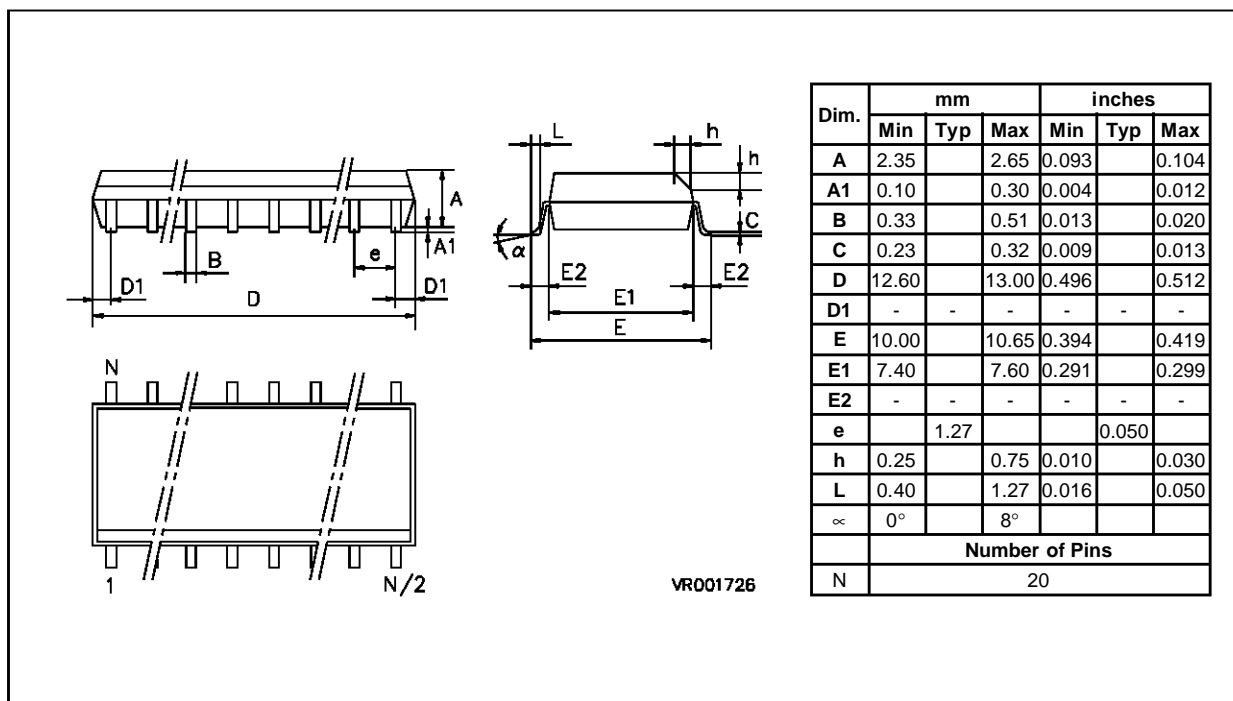 L
h
h
A
C
A1
α
B
e
E2
E2
D1
D1
E1
D
E
N
1
N/2
VR001726
Dim. mm inches
Min Typ Max Min Typ Max
A 2.35 2.65 0.093 0.104
A1 0.10 0.30 0.004 0.012
B 0.33 0.51 0.013 0.020
C 0.23 0.32 0.009 0.013
D 12.60 13.00 0.496 0.512
D1 - - - - - -
E 10.00 10.65 0.394 0.419
E1 7.40 7.60 0.291 0.299
E2 - - - - - -
e 1.27 0.050
h 0.25 0.75 0.010 0.030
L 0.40 1.27 0.016 0.050
∝ 0° 8°
Number of Pins
N 20